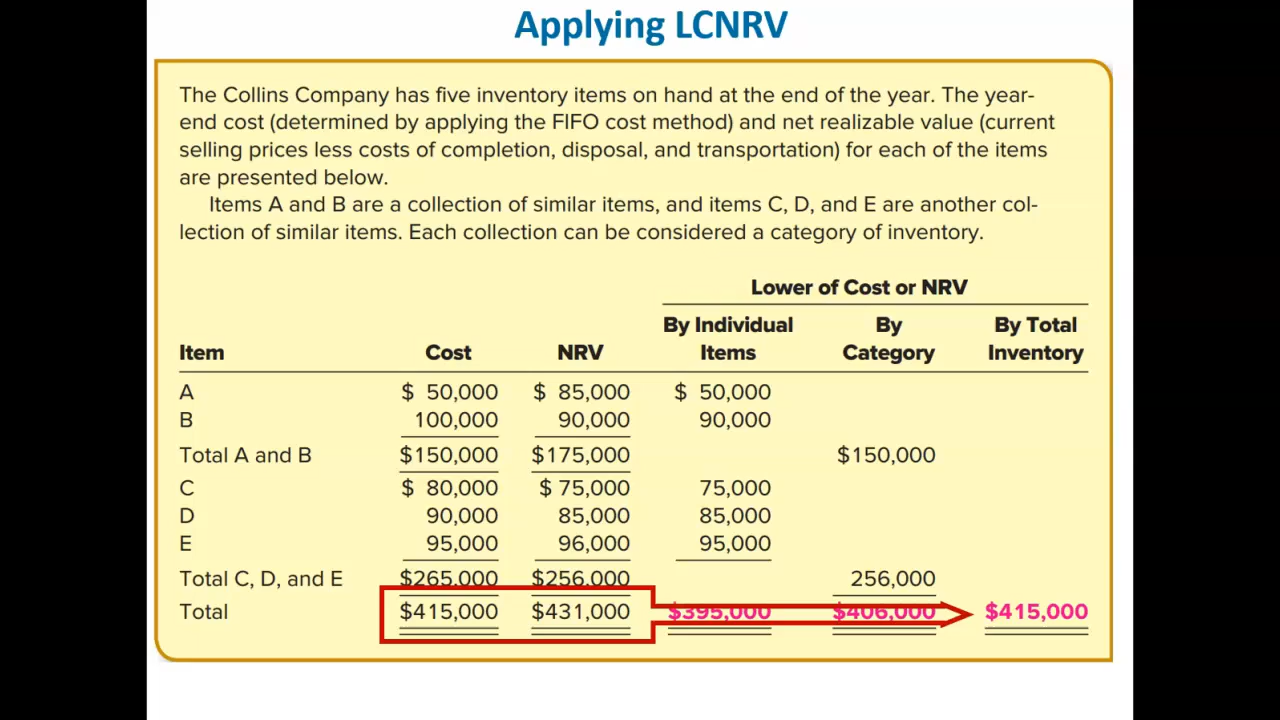 Applying LCNRV
The Collins Company has five inventory items on hand at the end of the year. The year-
end cost (determined by applying the FIFO cost method) and net realizable value (current
selling prices less costs of completion, disposal, and transportation) for each of the items
are presented below.
Items A and B are a collection of similar items, and items C, D, and E are another col-
lection of similar items. Each collection can be considered a category of inventory.
Lower of Cost or NRV
By Individual By By Total
Item Cost NRV Items Category Inventory
A $ 50,000 $ 85,000 $ 50,000
B 100,000 90,000 90,000
Total A and B $150,000 $175,000 $150,000
C $ 80,000 $ 75,000 75,000
D 90,000 85,000 85,000
E 95,000 96,000 95,000
Total C, D, and E $265,000 $256,000 256,000
Total $415,000 $431,000 $395,000 $406,000 $415,000